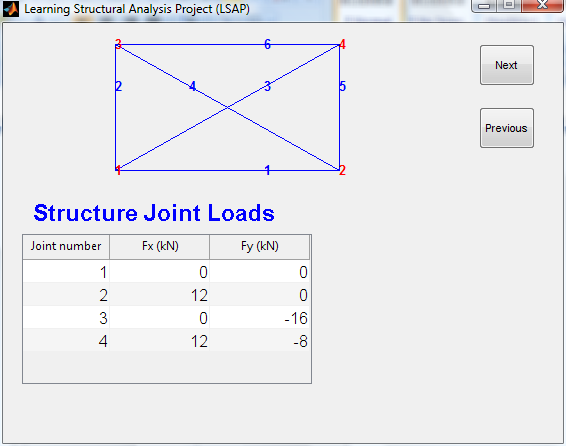 Learning Structural Analysis Project (LSAP)
3 6 4
2 4 3 5
1 1 2
Next
Previous
Structure Joint Loads
Joint number Fx (kN) Fy (kN)
1 0 0
2 12 0
3 0 -16
4 12 -8